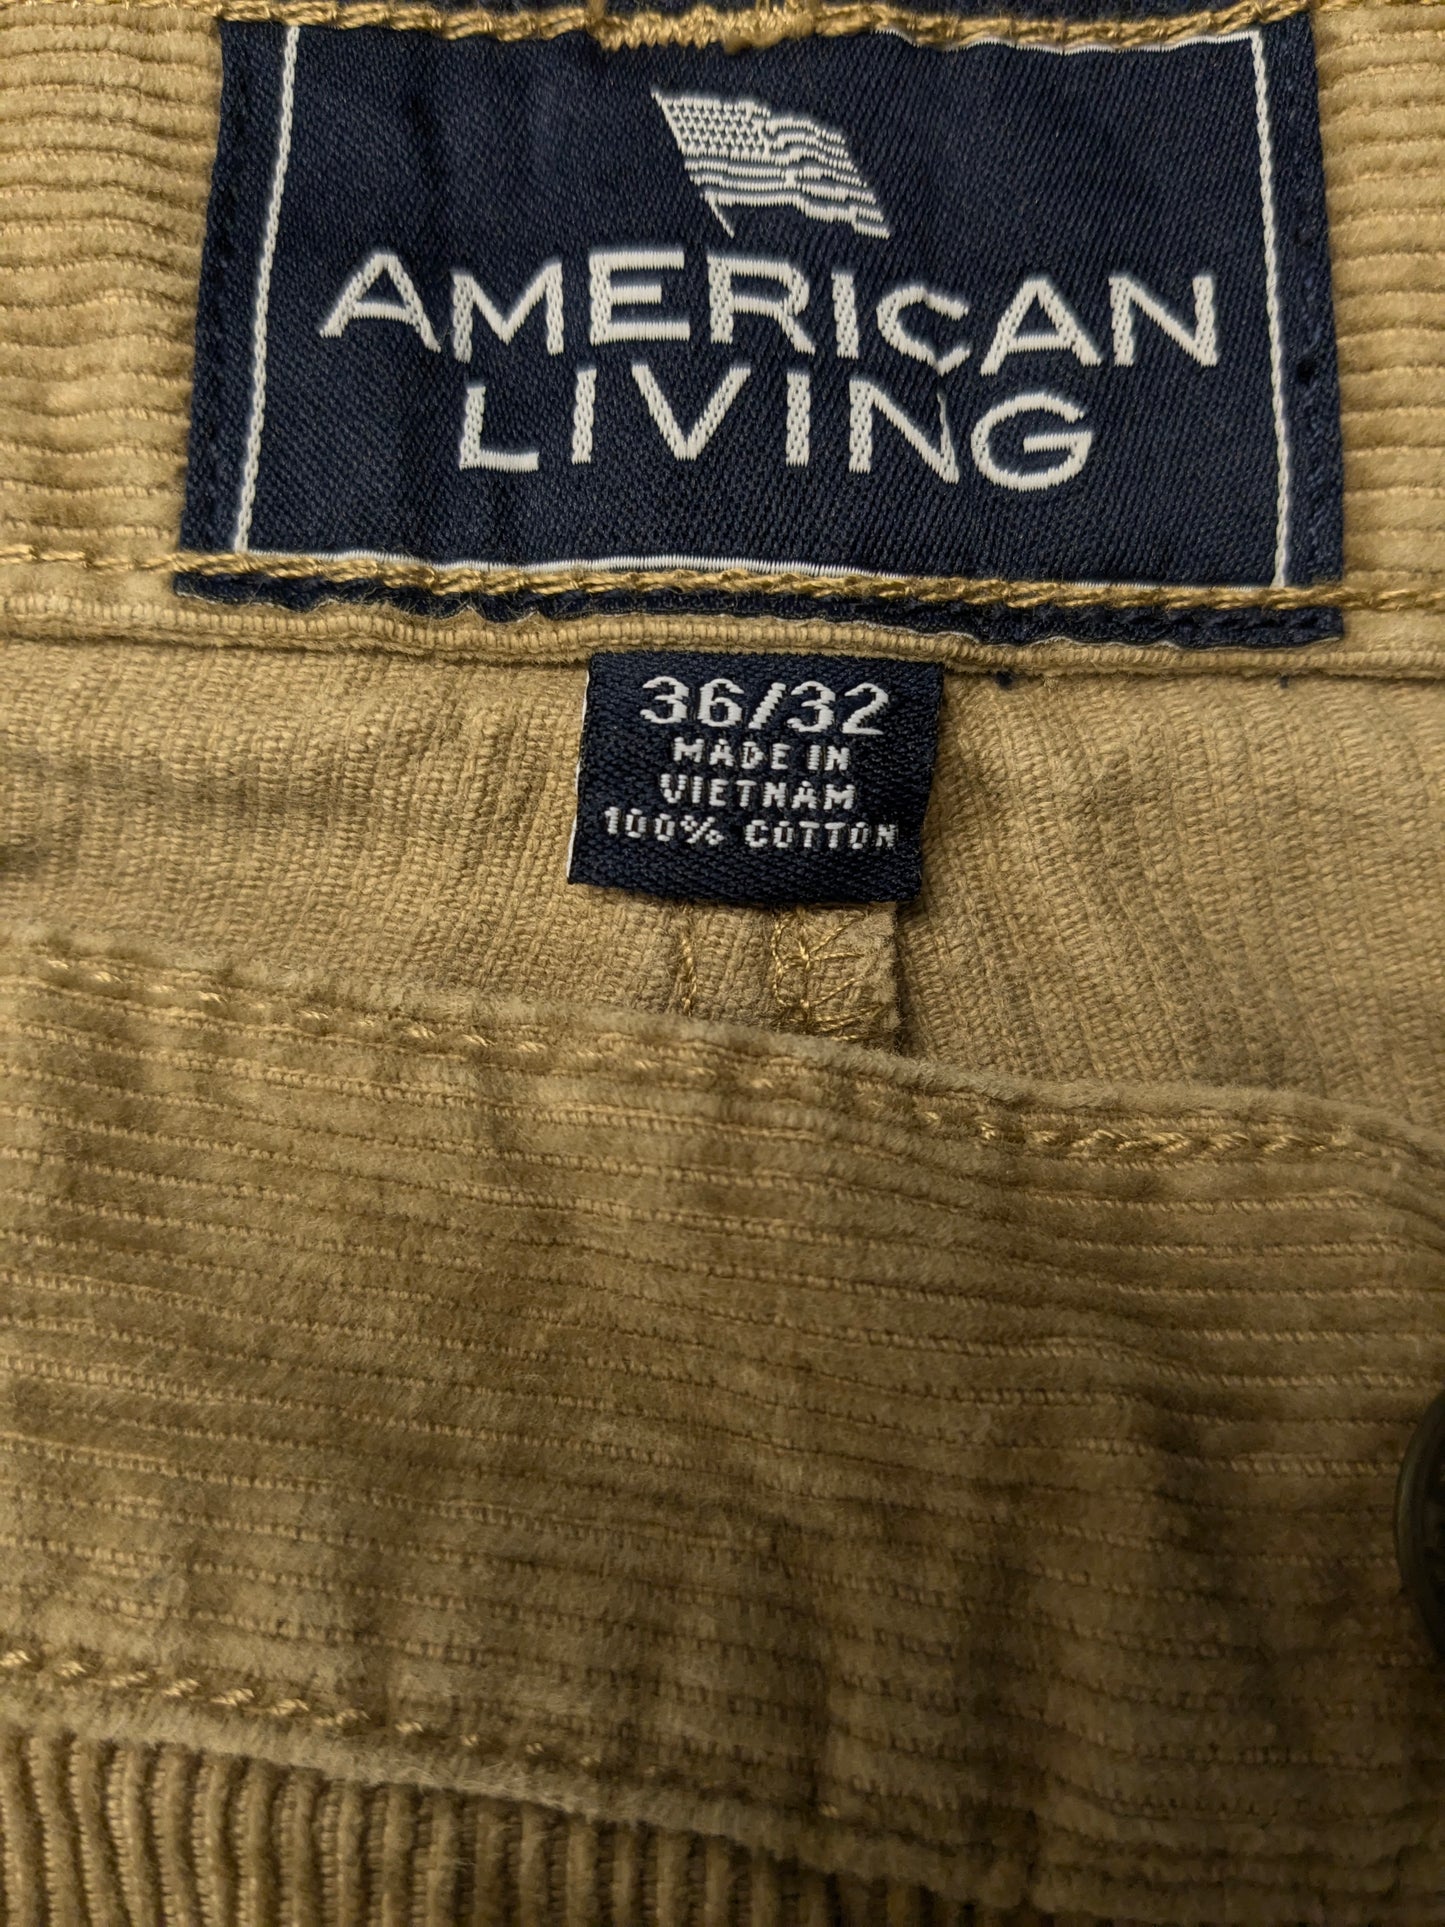 AMERICAN
LIVING
36/32
MADE IN
VIETNAM
100% COTTON